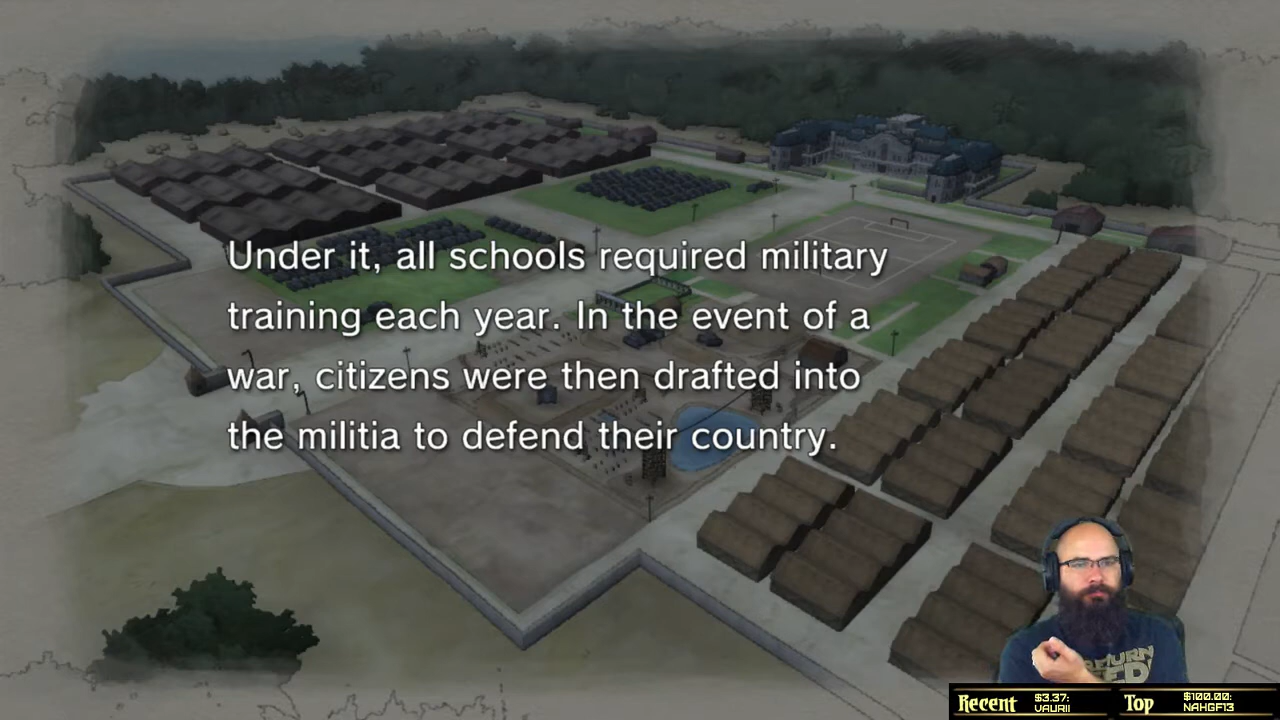 Under it, all schools required military
training each year. In the event of a
war, citizens were then drafted into
the militia to defend their country.
Recent $3.37: VAURII Top $100.00: NAHGF13